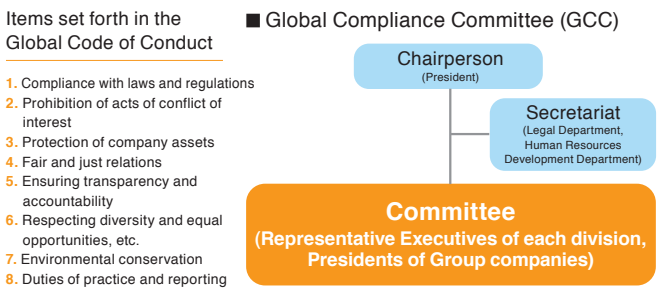 Items set forth in the
Global Code of Conduct
1. Compliance with laws and regulations
2. Prohibition of acts of conflict of
interest
3. Protection of company assets
4. Fair and just relations
5. Ensuring transparency and
accountability
6. Respecting diversity and equal
opportunities, etc.
7. Environmental conservation
8. Duties of practice and reporting
■ Global Compliance Committee (GCC)
Chairperson
(President)
Secretariat
(Legal Department,
Human Resources
Development Department)
Committee
(Representative Executives of each division,
Presidents of Group companies)